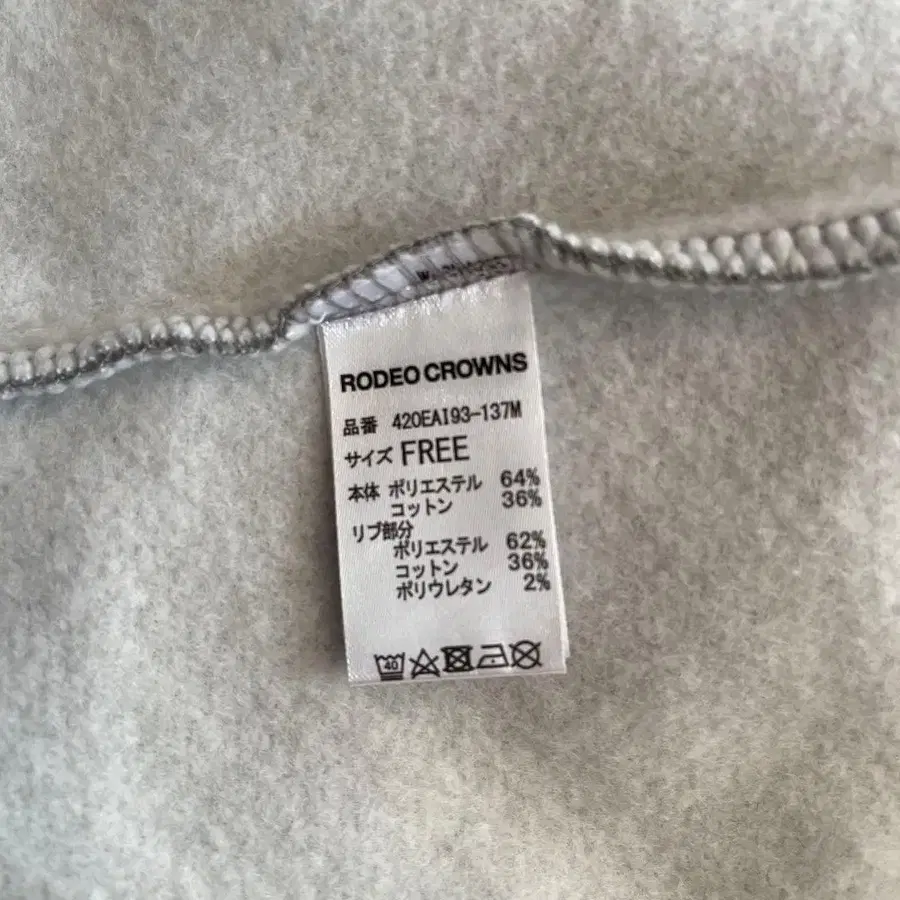 RODEO CROWNS
品番 420EAI93-137M
サイズ FREE
本体 ポリエステル 64%
コットン 36%
リブ部分
ポリエステル 62%
コットン 36%
ポリウレタン 2%
40